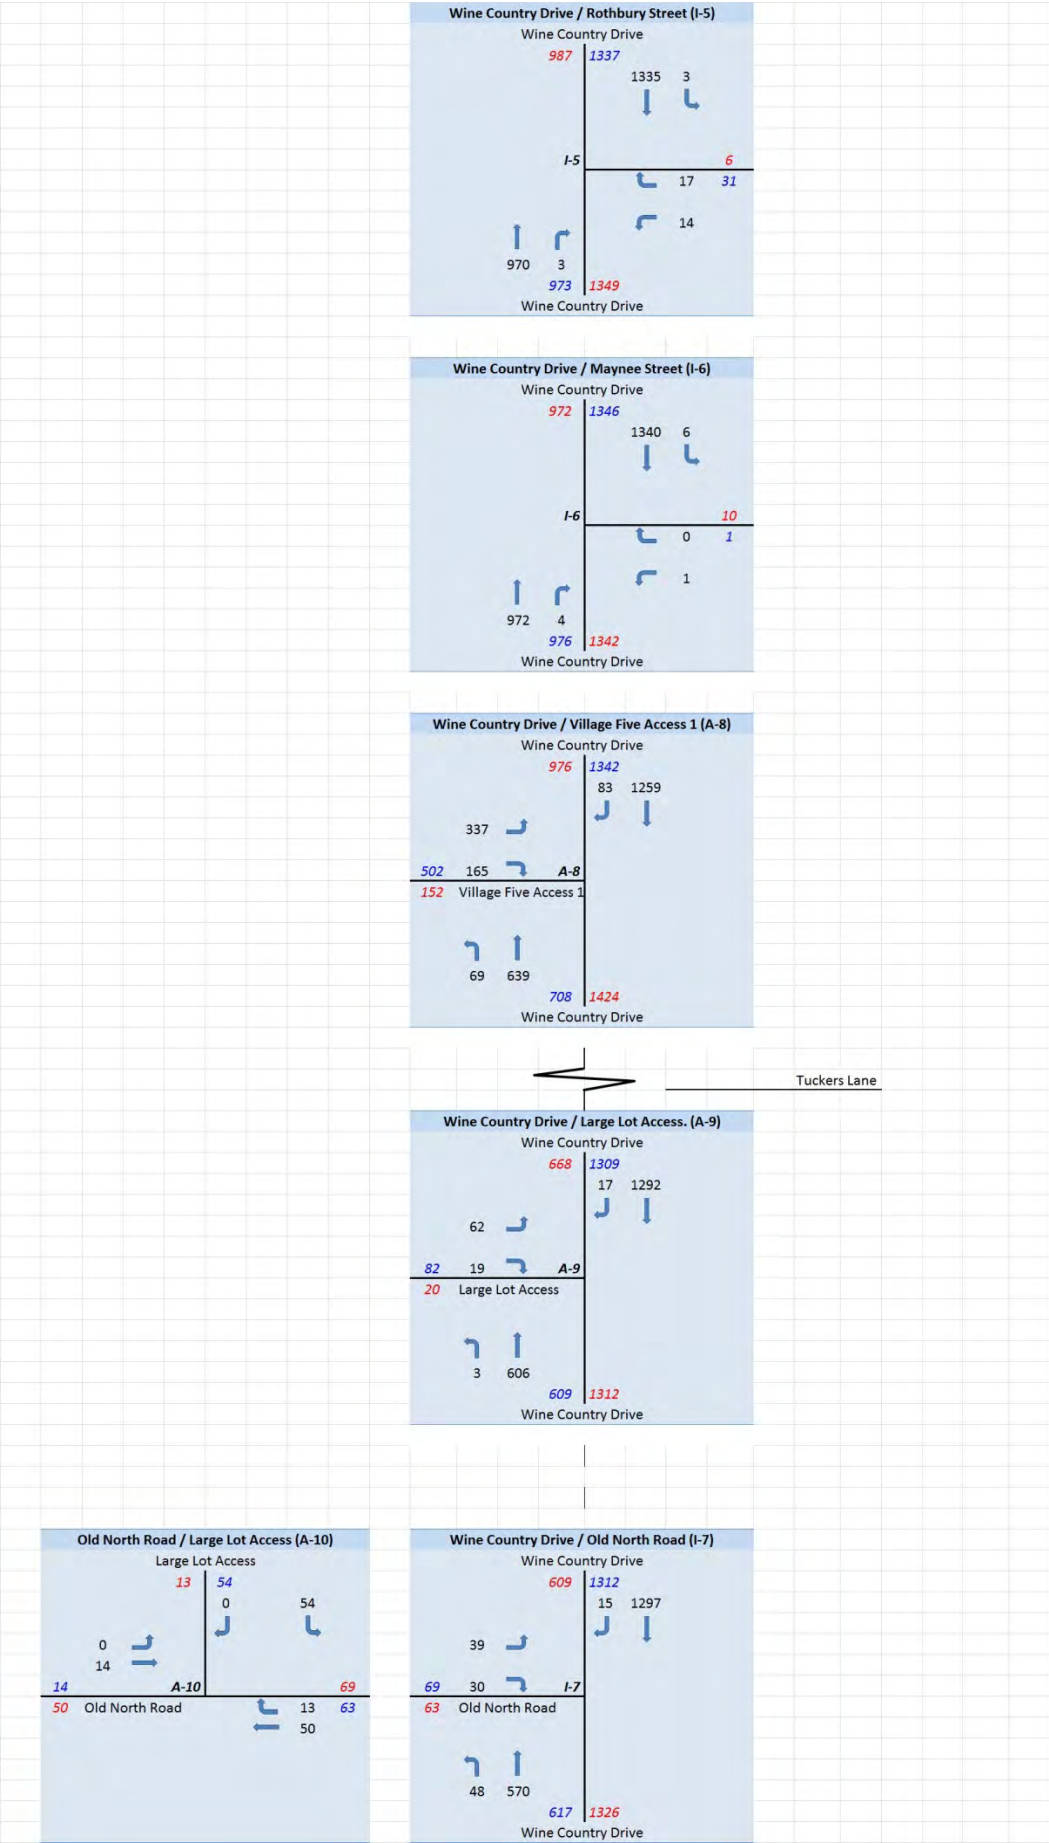 Wine Country Drive / Rothbury Street (I-5)
Wine Country Drive
987 1337
1335 3
I-5 6
17 31
14
970 3
973 1349
Wine Country Drive
Wine Country Drive / Maynee Street (I-6)
Wine Country Drive
972 1346
1340 6
I-6 10
0 1
1
972 4
976 1342
Wine Country Drive
Wine Country Drive / Village Five Access 1 (A-8)
Wine Country Drive
976 1342
83 1259
337
502 165 A-8
152 Village Five Access 1
69 639
708 1424
Wine Country Drive
Tuckers Lane
Wine Country Drive / Large Lot Access. (A-9)
Wine Country Drive
668 1309
17 1292
62
82 19 A-9
20 Large Lot Access
3 606
609 1312
Wine Country Drive
Old North Road / Large Lot Access (A-10)
Large Lot Access
13 54
0 54
0
14
14 A-10 69
50 Old North Road 13 63
50
Wine Country Drive / Old North Road (I-7)
Wine Country Drive
609 1312
15 1297
39
69 30 I-7
63 Old North Road
48 570
617 1326
Wine Country Drive